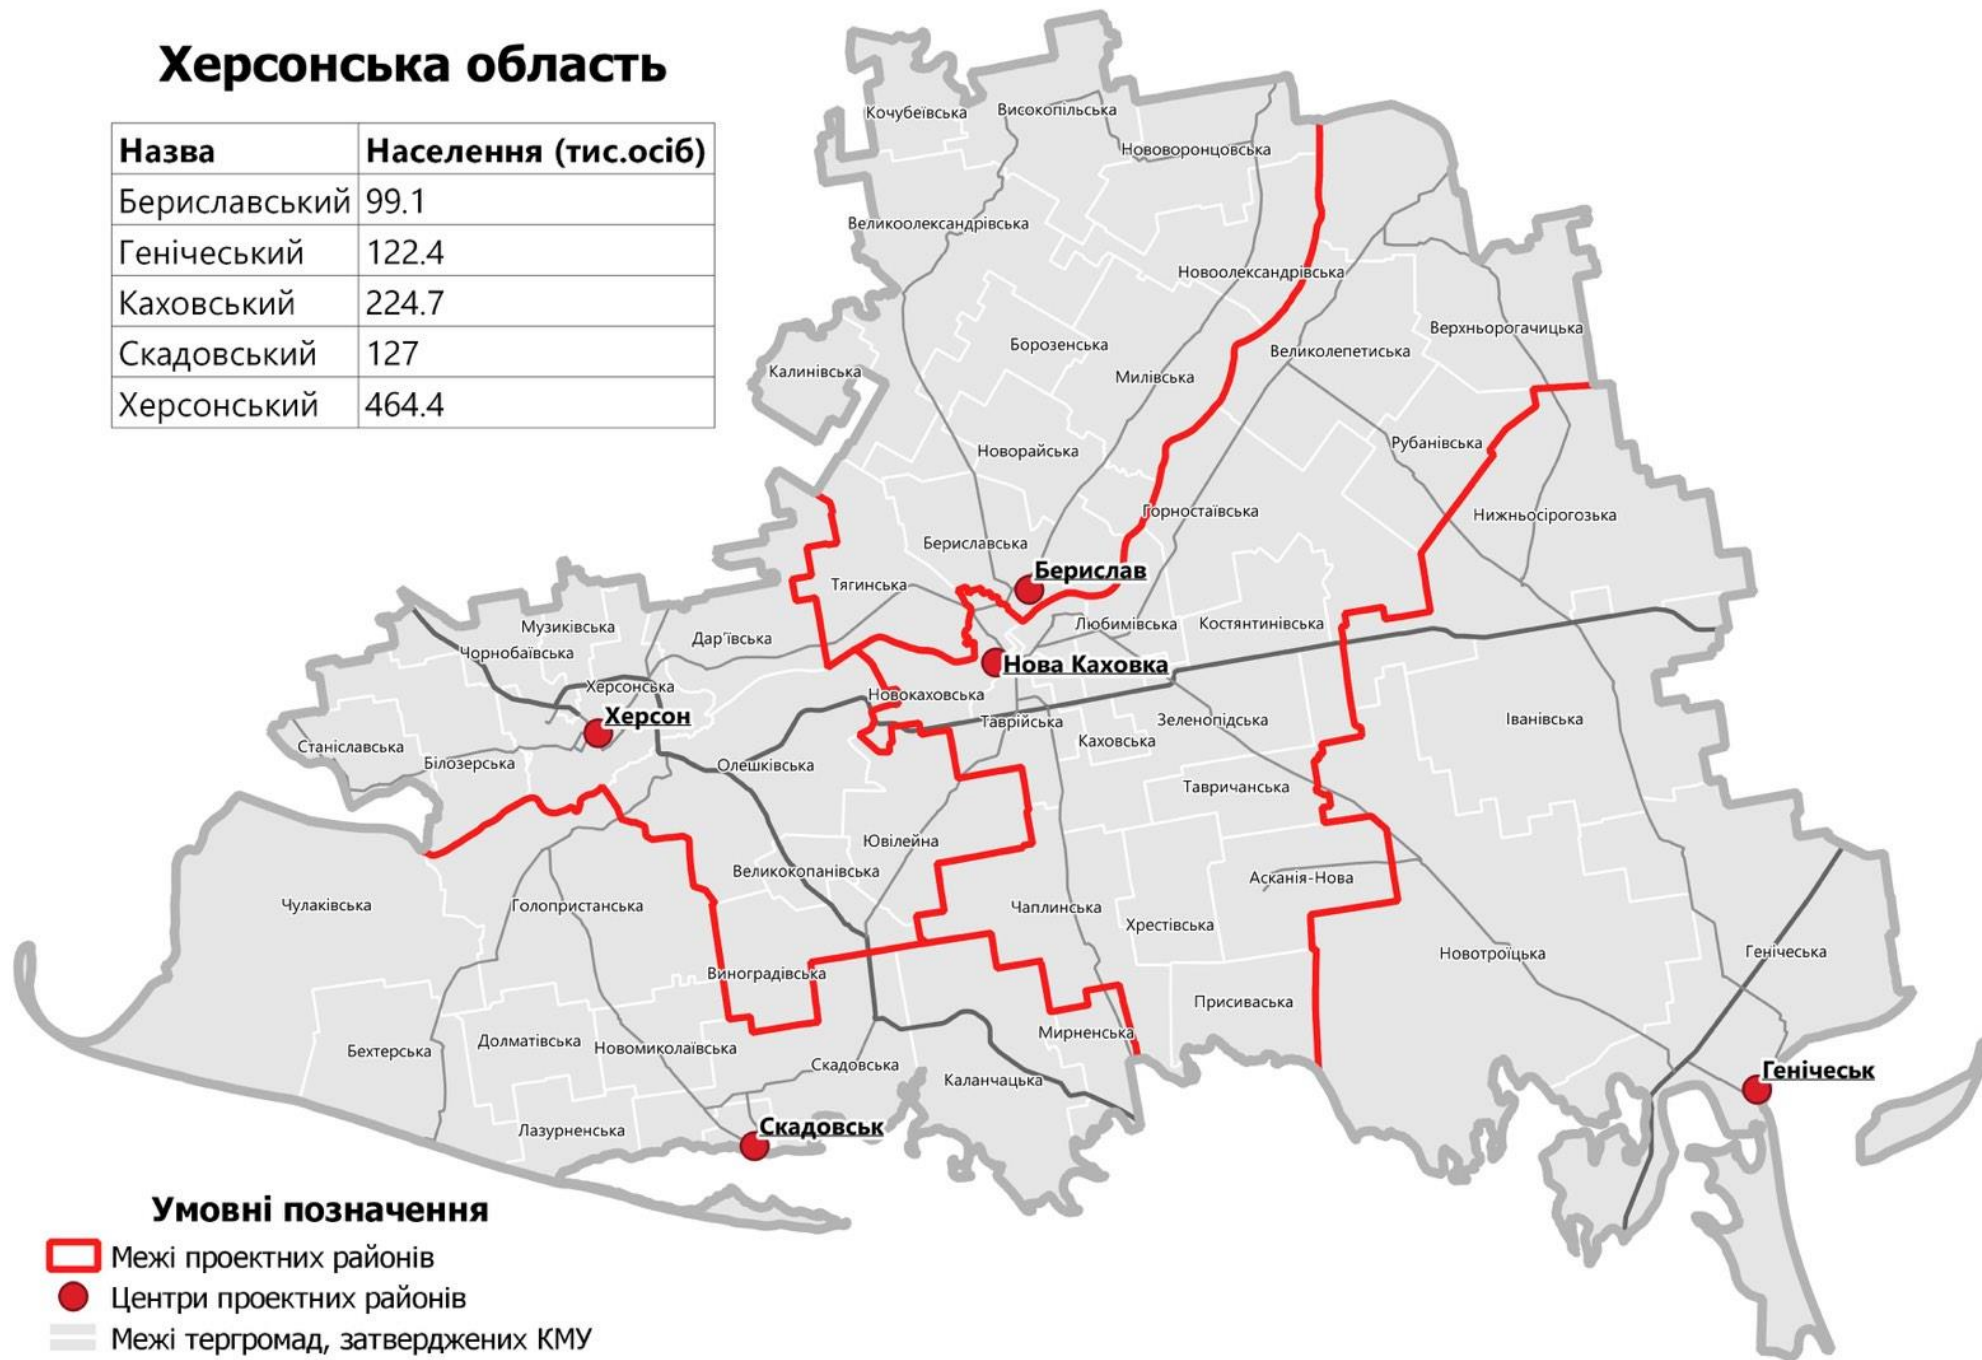 Херсонська область
Назва Населення (тис.осіб)
Бериславський 99.1
Генічеський 122.4
Каховський 224.7
Скадовський 127
Херсонський 464.4
Кочубеївська
Високопільська
Нововоронцовська
Великоолександрівська
Новоолександрівська
Верхньорогачицька
Борозенська
Великолепетиська
Калинівська
Милівська
Рубанівська
Новорайська
Горностаївська
Нижньосірогозька
Бериславська
Берислав
Тягинська
Музиківська
Дар'ївська
Любимівська
Костянтинівська
Чорнобаївська
Нова Каховка
Херсонська
Новокаховська
Херсон
Таврійська
Зеленопідська
Іванівська
Каховська
Станіславська
Білозерська
Олешківська
Тавричанська
Ювілейна
Великокопанівська
Асканія-Нова
Чулаківська
Голопристанська
Чаплинська
Хрестівська
Новотроїцька
Генічеська
Виноградівська
Присиваська
Мирненська
Долматівська
Новомиколаївська
Бехтерська
Скадовська
Каланчацька
Генічеськ
Лазурненська
Скадовськ
Умовні позначення
Межі проектних районів
Центри проектних районів
Межі тергромад, затверджених КМУ